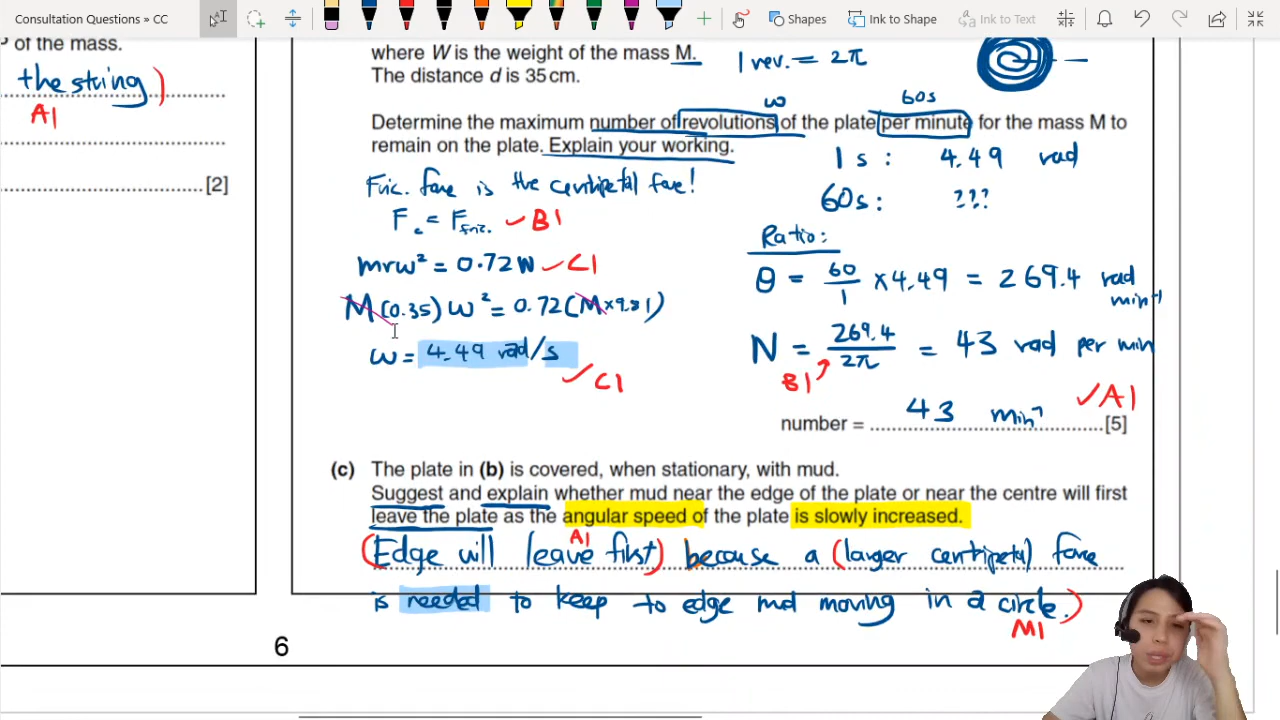 Consultation Questions » CC
Shapes
Ink to Shape
Ink to Text
of the mass.
the string)
A1
[2]
where W is the weight of the mass M.
The distance d is 35 cm.
1 rev. = 2π
ω
60s
Determine the maximum number of revolutions of the plate per minute for the mass M to
remain on the plate. Explain your working.
Fric. force is the centripetal force!
F c = F fric. ✓ B1
mrω² = 0.72W ✓ C1
M(0.35) ω² = 0.72(M×9.81)
ω = 4.49 rad/s
✓ C1
1 s : 4.49 rad
60s : ???
Ratio:
θ = 60/1 × 4.49 = 269.4 rad min⁻¹
N = 269.4/2π = 43 rad per min
B1
✓ A1
number = 43 min⁻¹ [5]
(c) The plate in (b) is covered, when stationary, with mud.
Suggest and explain whether mud near the edge of the plate or near the centre will first
leave the plate as the angular speed of the plate is slowly increased.
A1
(Edge will leave first) because a (larger centripetal force
is needed to keep to edge mud moving in a circle.)
M1
6